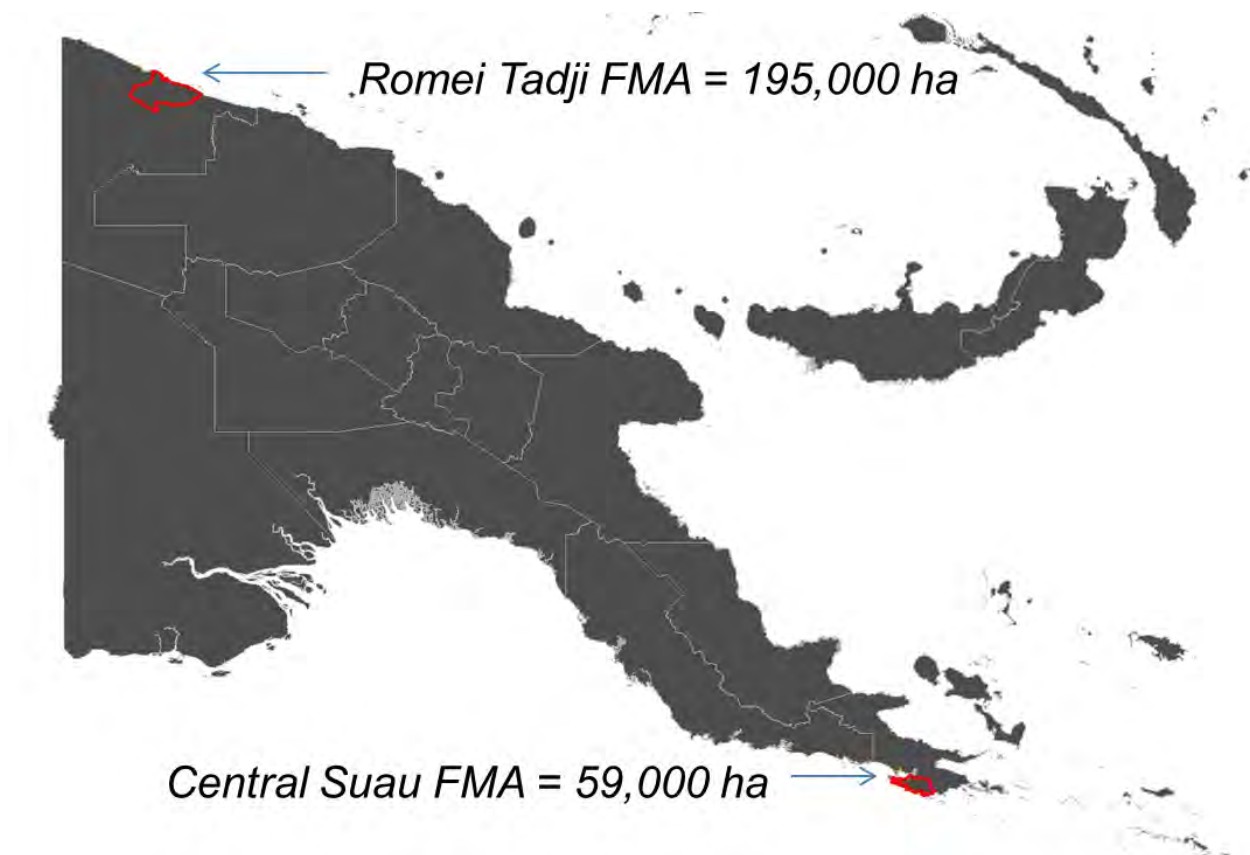 Romei Tadji FMA = 195,000 ha
Central Suau FMA = 59,000 ha